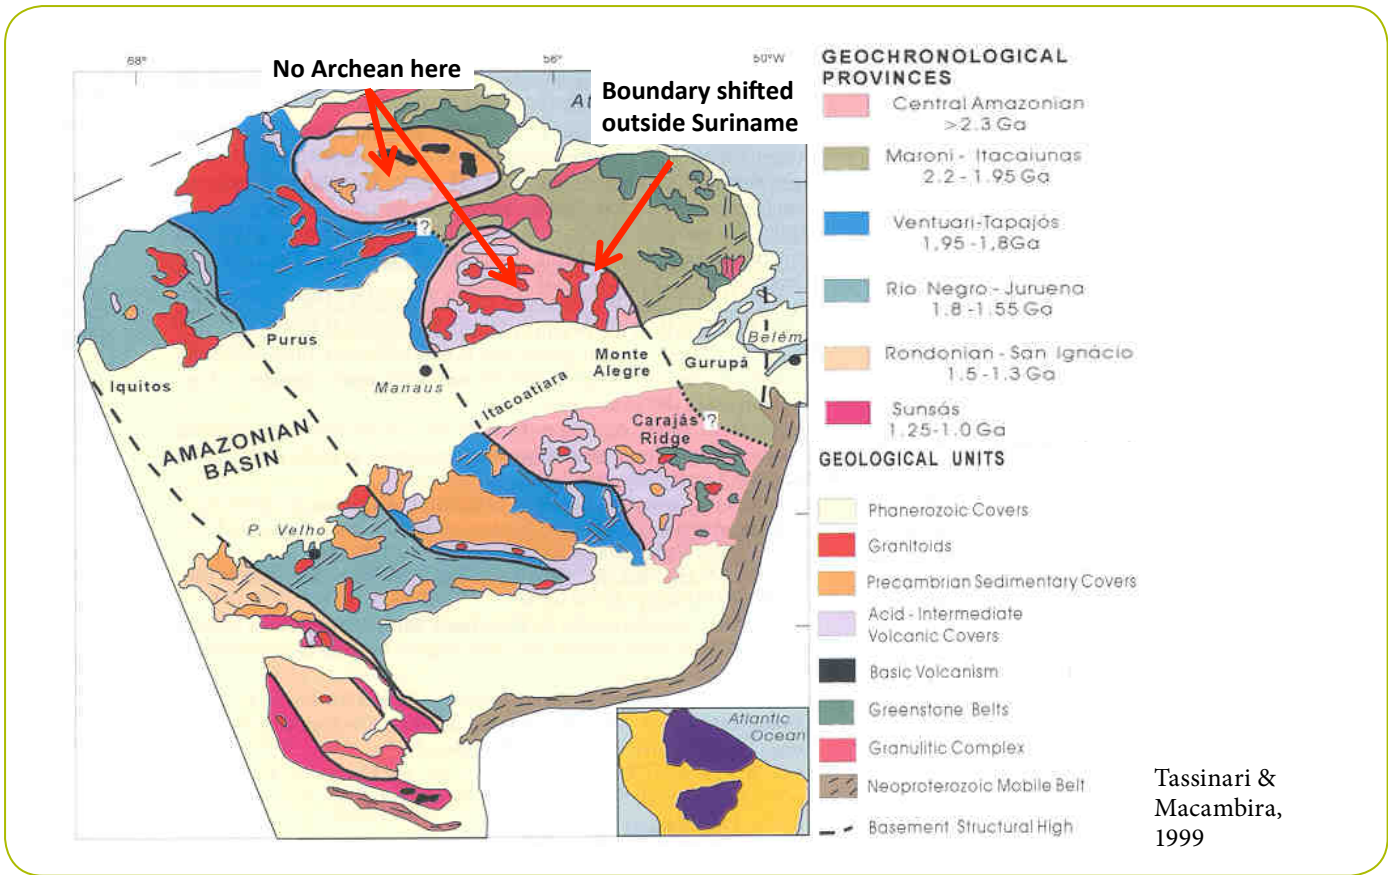 68°
56°
50°W
No Archean here
Boundary shifted
outside Suriname
At
?
Purus
Iquitos
Manaus
Itacoatiara
Monte
Alegre
Gurupá
Belém
AMAZONIAN
BASIN
Carajás
Ridge
?
P. Velho
Atlantic
Ocean
GEOCHRONOLOGICAL
PROVINCES
Central Amazonian
>2.3 Ga
Maroni - Itacaiunas
2.2 - 1.95 Ga
Ventuari-Tapajós
1.95 -1,8Ga
Rio Negro - Juruena
1.8 -1.55 Ga
Rondonian - San Ignácio
1.5 -1.3 Ga
Sunsás
1.25-1.0 Ga
GEOLOGICAL UNITS
Phanerozoic Covers
Granitoids
Precambrian Sedimentary Covers
Acid - Intermediate
Volcanic Covers
Basic Volcanism
Greenstone Belts
Granulitic Complex
Neoproterozoic Mobile Belt
Basement Structural High
Tassinari &
Macambira,
1999